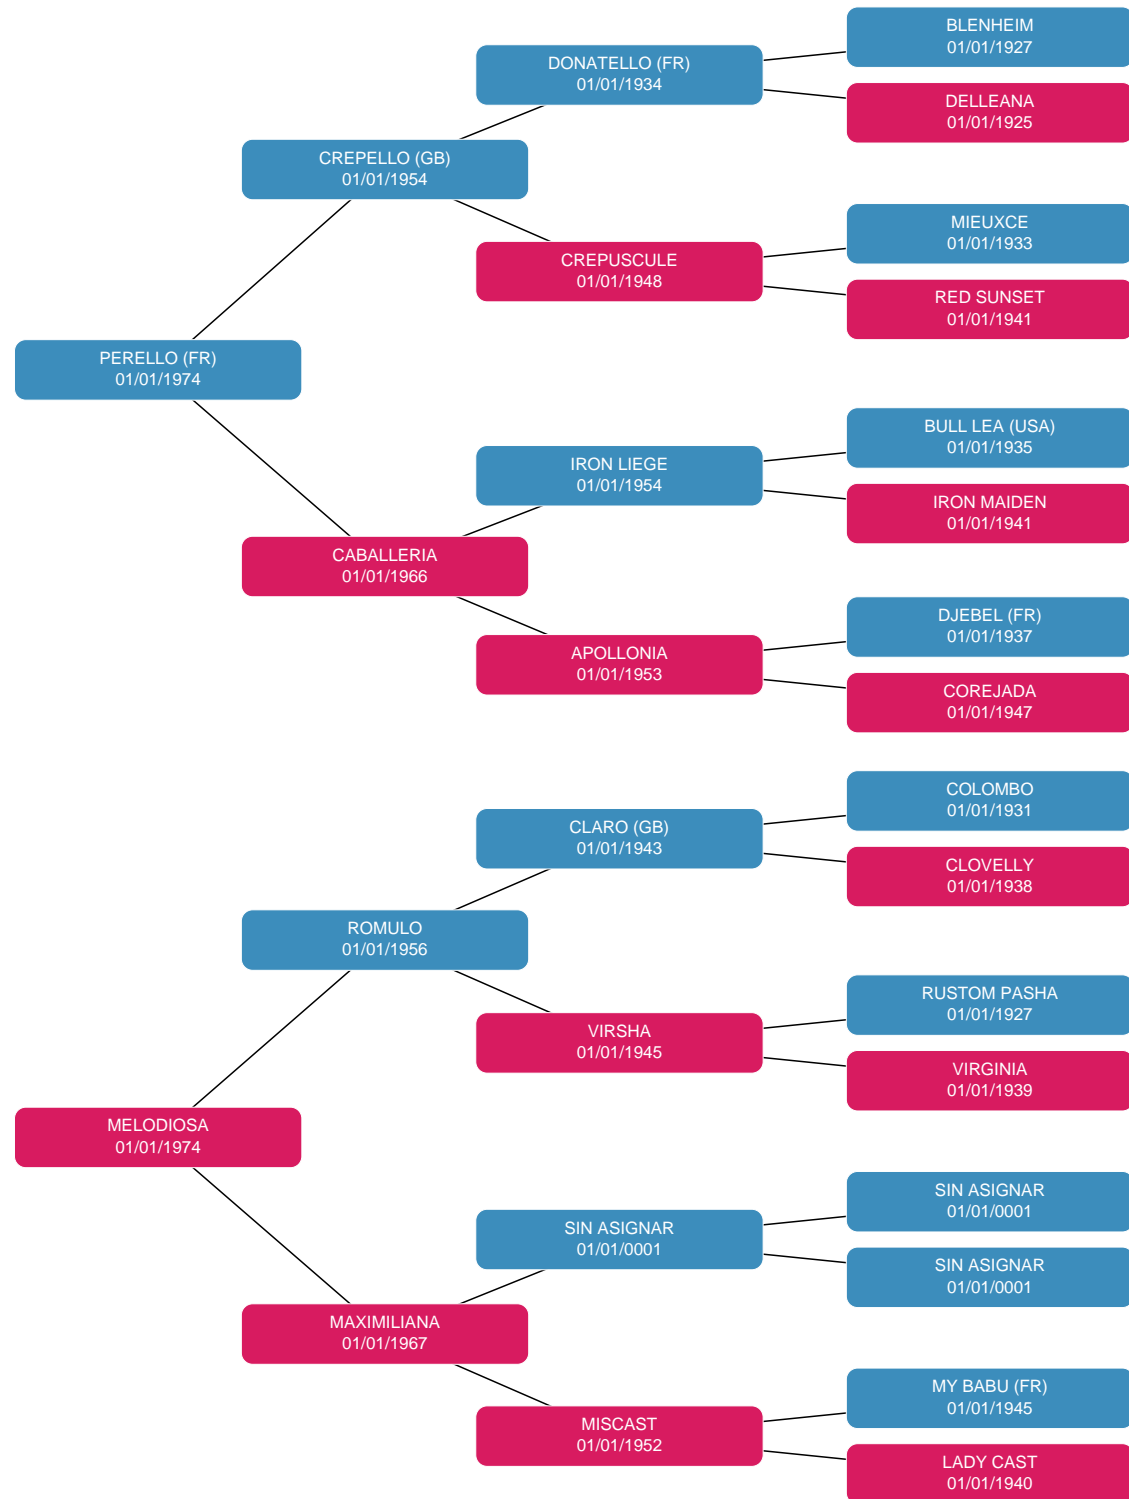 BLENHEIM
01/01/1927
DONATELLO (FR)
01/01/1934
DELLEANA
01/01/1925
CREPELLO (GB)
01/01/1954
MIEUXCE
01/01/1933
CREPUSCULE
01/01/1948
RED SUNSET
01/01/1941
PERELLO (FR)
01/01/1974
BULL LEA (USA)
01/01/1935
IRON LIEGE
01/01/1954
IRON MAIDEN
01/01/1941
CABALLERIA
01/01/1966
DJEBEL (FR)
01/01/1937
APOLLONIA
01/01/1953
COREJADA
01/01/1947
COLOMBO
01/01/1931
CLARO (GB)
01/01/1943
CLOVELLY
01/01/1938
ROMULO
01/01/1956
RUSTOM PASHA
01/01/1927
VIRSHA
01/01/1945
VIRGINIA
01/01/1939
MELODIOSA
01/01/1974
SIN ASIGNAR
01/01/0001
SIN ASIGNAR
01/01/0001
SIN ASIGNAR
01/01/0001
MAXIMILIANA
01/01/1967
MY BABU (FR)
01/01/1945
MISCAST
01/01/1952
LADY CAST
01/01/1940